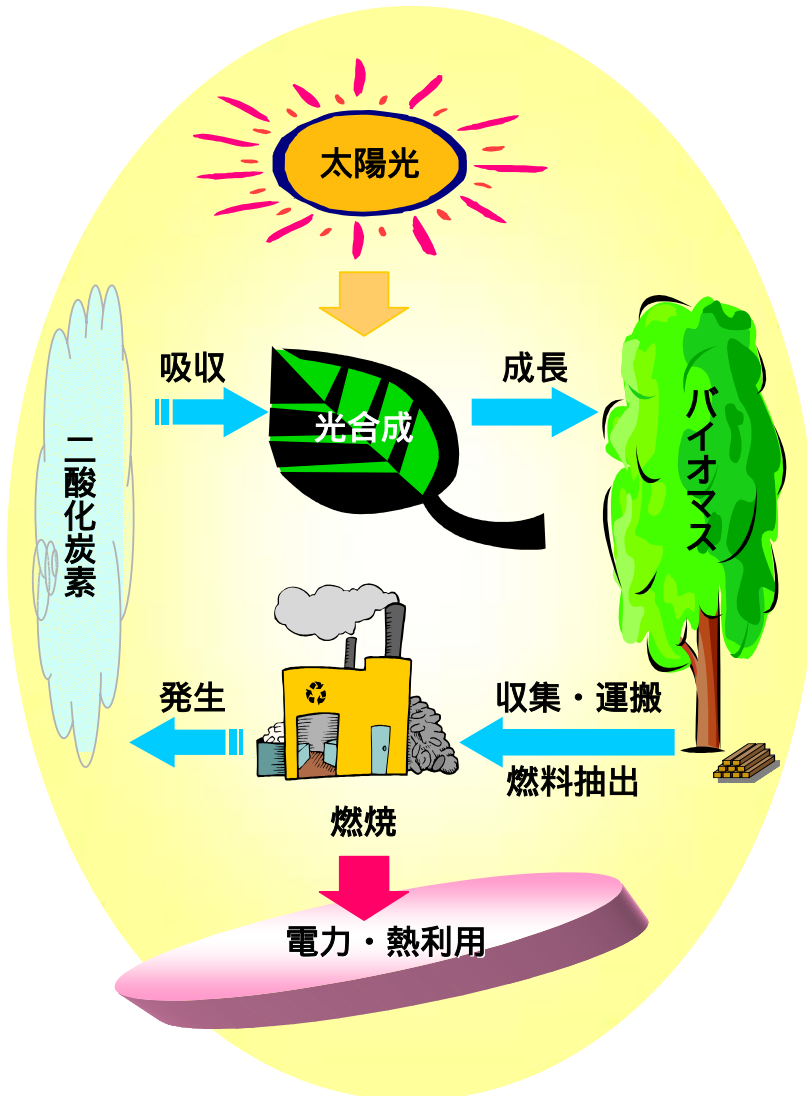 太陽光
吸収
成長
光合成
バイオマス
二酸化炭素
発生
収集・運搬
燃料抽出
燃焼
電力・熱利用